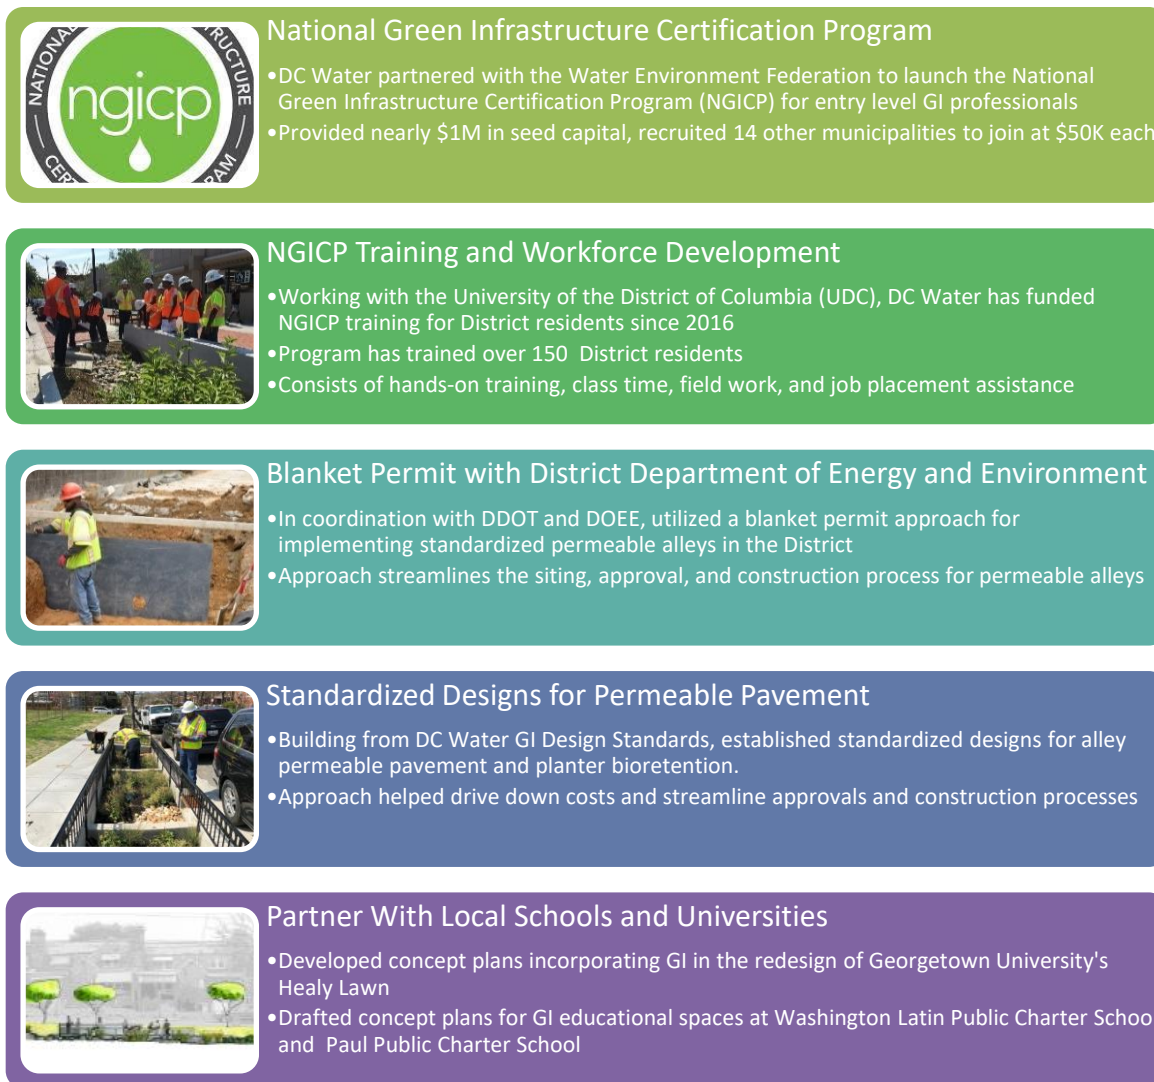 National Green Infrastructure Certification Program
•DC Water partnered with the Water Environment Federation to launch the National
Green Infrastructure Certification Program (NGICP) for entry level GI professionals
•Provided nearly $1M in seed capital, recruited 14 other municipalities to join at $50K each
NATIONAL
RUCTURE
ngicp
CERT
RAM
NGICP Training and Workforce Development
•Working with the University of the District of Columbia (UDC), DC Water has funded
NGICP training for District residents since 2016
•Program has trained over 150 District residents
•Consists of hands-on training, class time, field work, and job placement assistance
Blanket Permit with District Department of Energy and Environment
•In coordination with DDOT and DOEE, utilized a blanket permit approach for
implementing standardized permeable alleys in the District
•Approach streamlines the siting, approval, and construction process for permeable alleys
Standardized Designs for Permeable Pavement
•Building from DC Water GI Design Standards, established standardized designs for alley
permeable pavement and planter bioretention.
•Approach helped drive down costs and streamline approvals and construction processes
Partner With Local Schools and Universities
•Developed concept plans incorporating GI in the redesign of Georgetown University's
Healy Lawn
•Drafted concept plans for GI educational spaces at Washington Latin Public Charter Schoo
and Paul Public Charter School